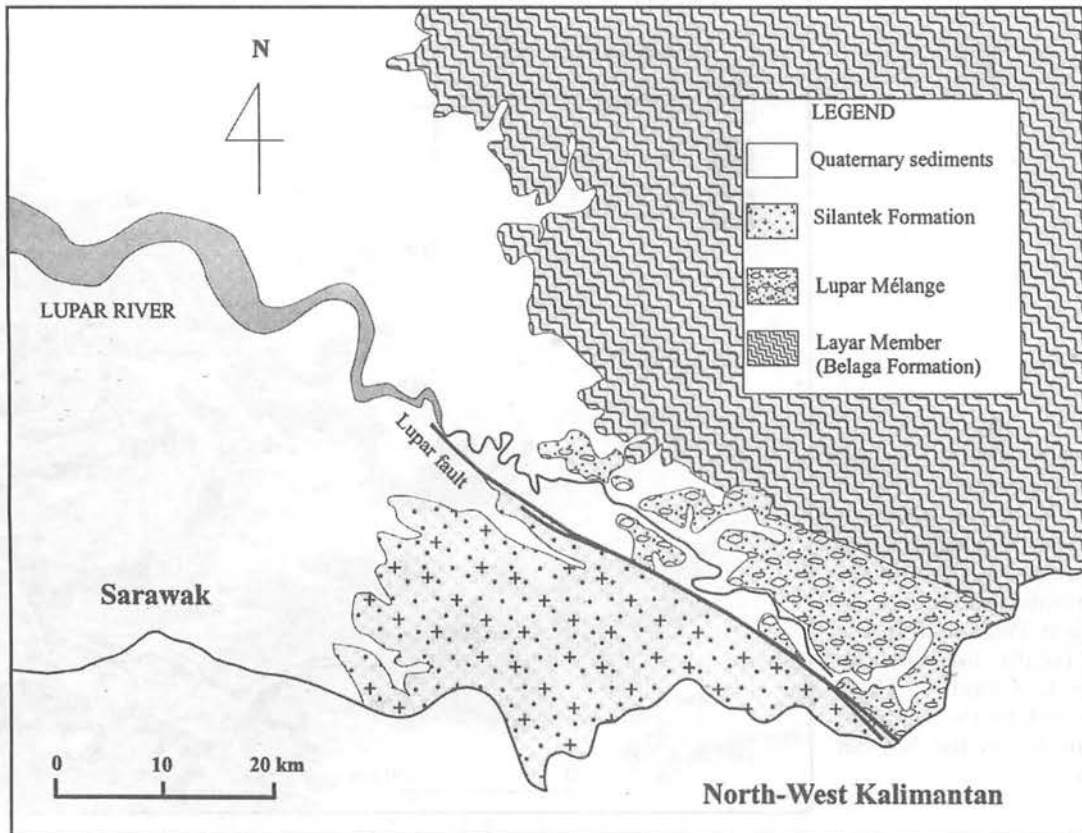 N
LEGEND
Quaternary sediments
Silantek Formation
Lupar Mélange
Layar Member
(Belaga Formation)
LUPAR RIVER
Lupar fault
Sarawak
0 10 20 km
North-West Kalimantan